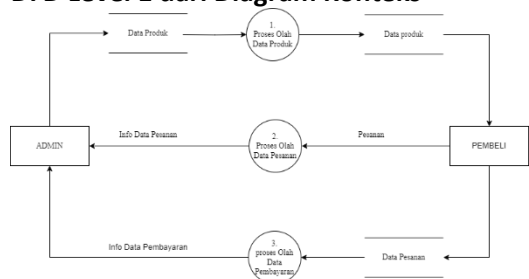 DFD Level 1 dari Diagram Konteks
Data Produk
1.
Proses Olah
Data Produk
Data produk
ADMIN
Info Data Pesanan
2.
Proses Olah
Data Pesanan
Pesanan
PEMBELI
Info Data Pembayaran
3.
proses Olah
Data
Pembayaran
Data Pesanan